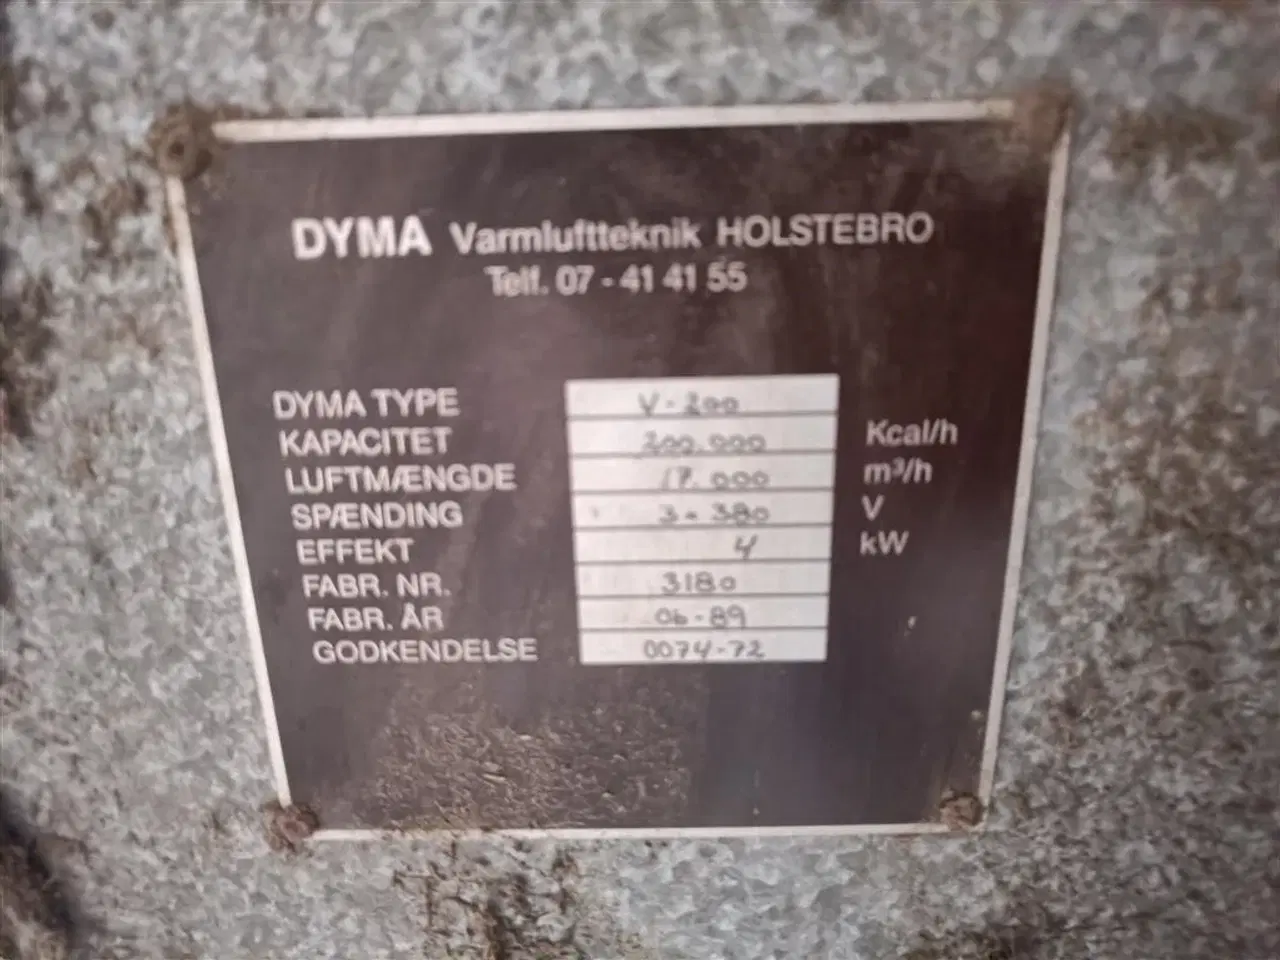 DYMA Varmluftteknik HOLSTEBRO
Telf. 07 - 41 41 55
DYMA TYPE V-200
KAPACITET 200.000 Kcal/h
LUFTMÆNGDE 17.000 m³/h
SPÆNDING 3-380 V
EFFEKT 4 kW
FABR. NR. 3180
FABR. ÅR 06-89
GODKENDELSE 0074-72